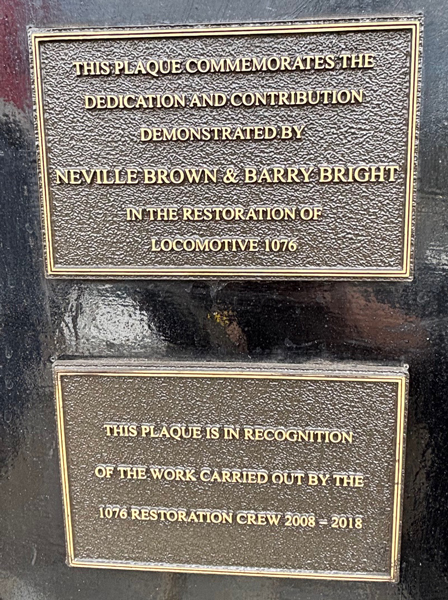 THIS PLAQUE COMMEMORATES THE
DEDICATION AND CONTRIBUTION
DEMONSTRATED BY
NEVILLE BROWN & BARRY BRIGHT
IN THE RESTORATION OF
LOCOMOTIVE 1076
THIS PLAQUE IS IN RECOGNITION
OF THE WORK CARRIED OUT BY THE
1076 RESTORATION CREW 2008 – 2018